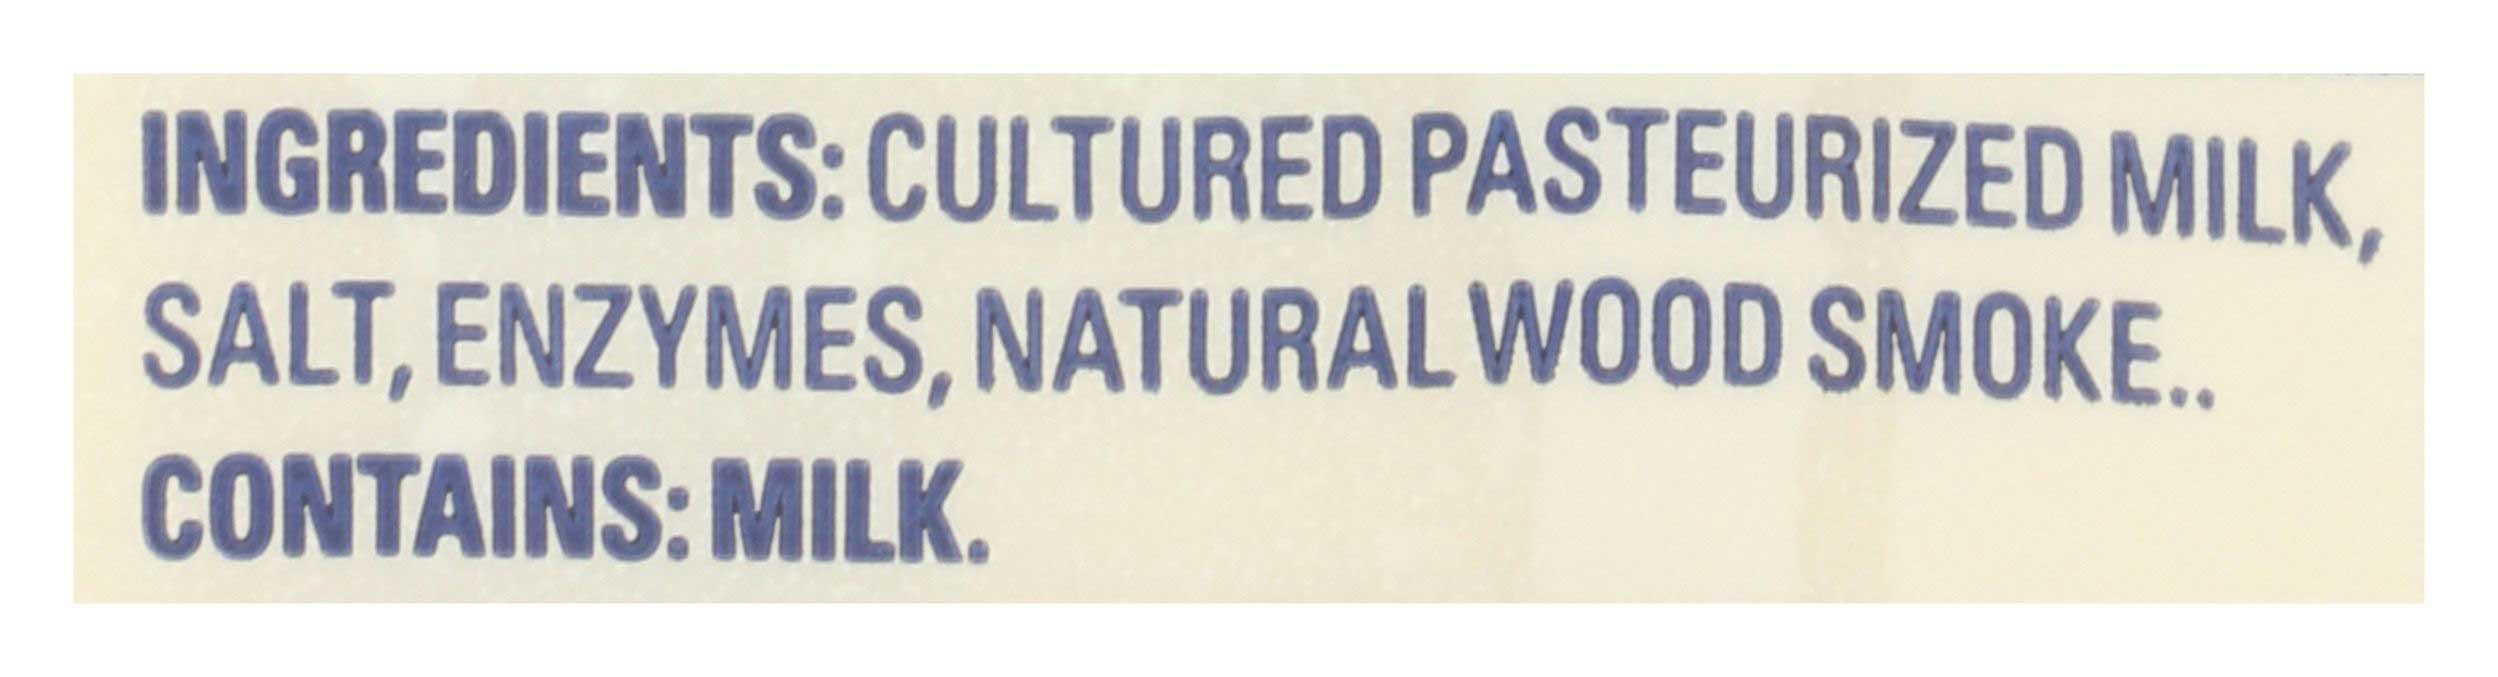 INGREDIENTS: CULTURED PASTEURIZED MILK,
SALT, ENZYMES, NATURAL WOOD SMOKE..
CONTAINS: MILK.